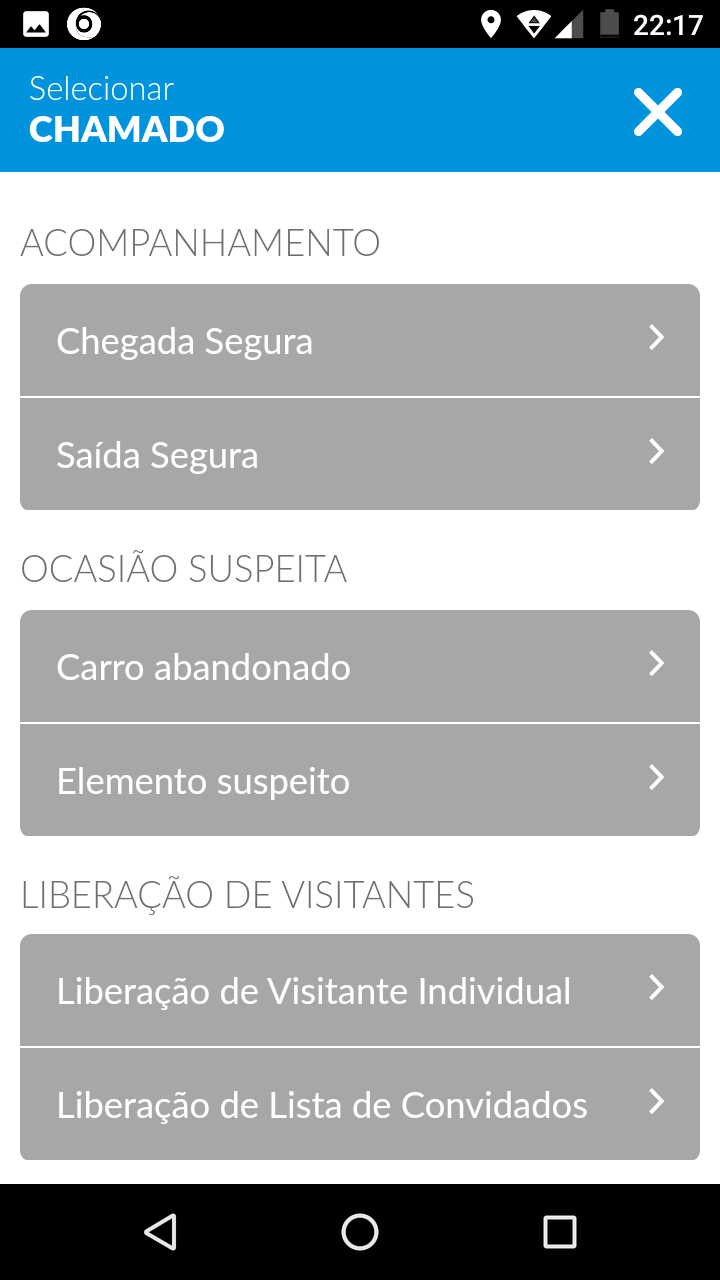 22:17
Selecionar
CHAMADO
ACOMPANHAMENTO
Chegada Segura
Saída Segura
OCASIÃO SUSPEITA
Carro abandonado
Elemento suspeito
LIBERAÇÃO DE VISITANTES
Liberação de Visitante Individual
Liberação de Lista de Convidados